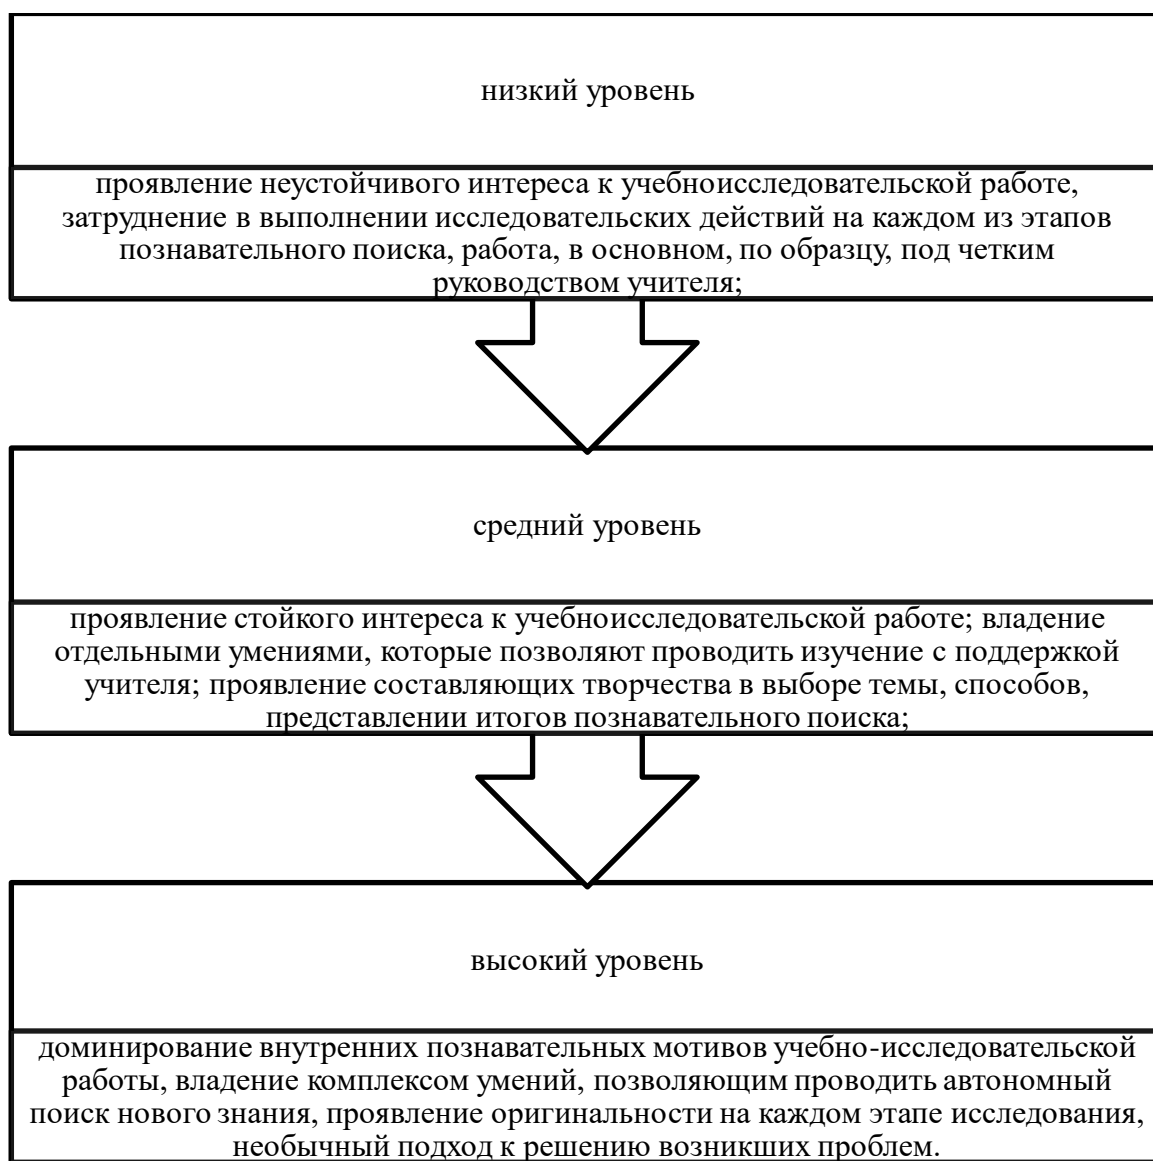 низкий уровень
проявление неустойчивого интереса к учебноисследовательской работе,
затруднение в выполнении исследовательских действий на каждом из этапов
познавательного поиска, работа, в основном, по образцу, под четким
руководством учителя;
средний уровень
проявление стойкого интереса к учебноисследовательской работе; владение
отдельными умениями, которые позволяют проводить изучение с поддержкой
учителя; проявление составляющих творчества в выборе темы, способов,
представлении итогов познавательного поиска;
высокий уровень
доминирование внутренних познавательных мотивов учебно-исследовательской
работы, владение комплексом умений, позволяющим проводить автономный
поиск нового знания, проявление оригинальности на каждом этапе исследования,
необычный подход к решению возникших проблем.